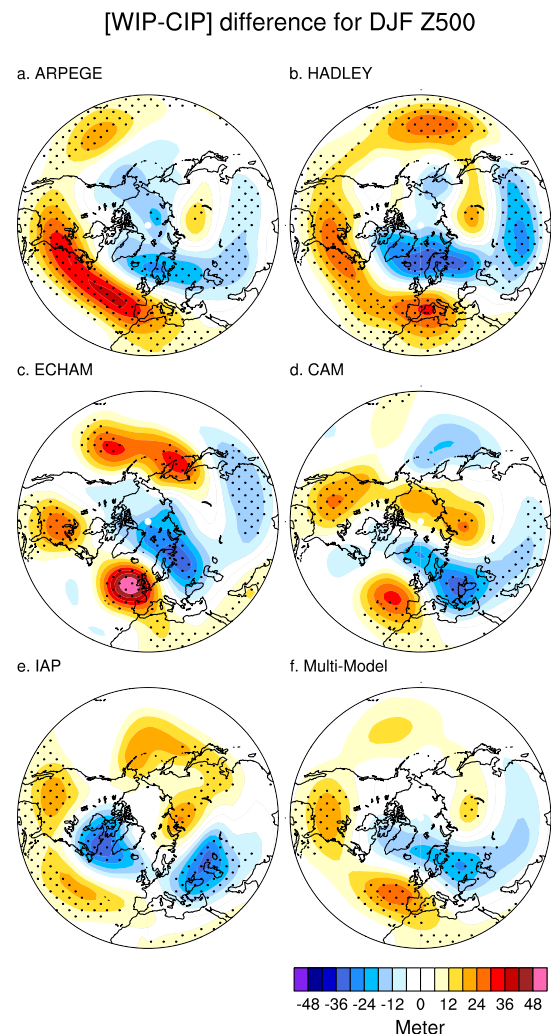 [WIP-CIP] difference for DJF Z500
a. ARPEGE
b. HADLEY
c. ECHAM
d. CAM
e. IAP
f. Multi-Model
-48 -36 -24 -12 0 12 24 36 48
Meter